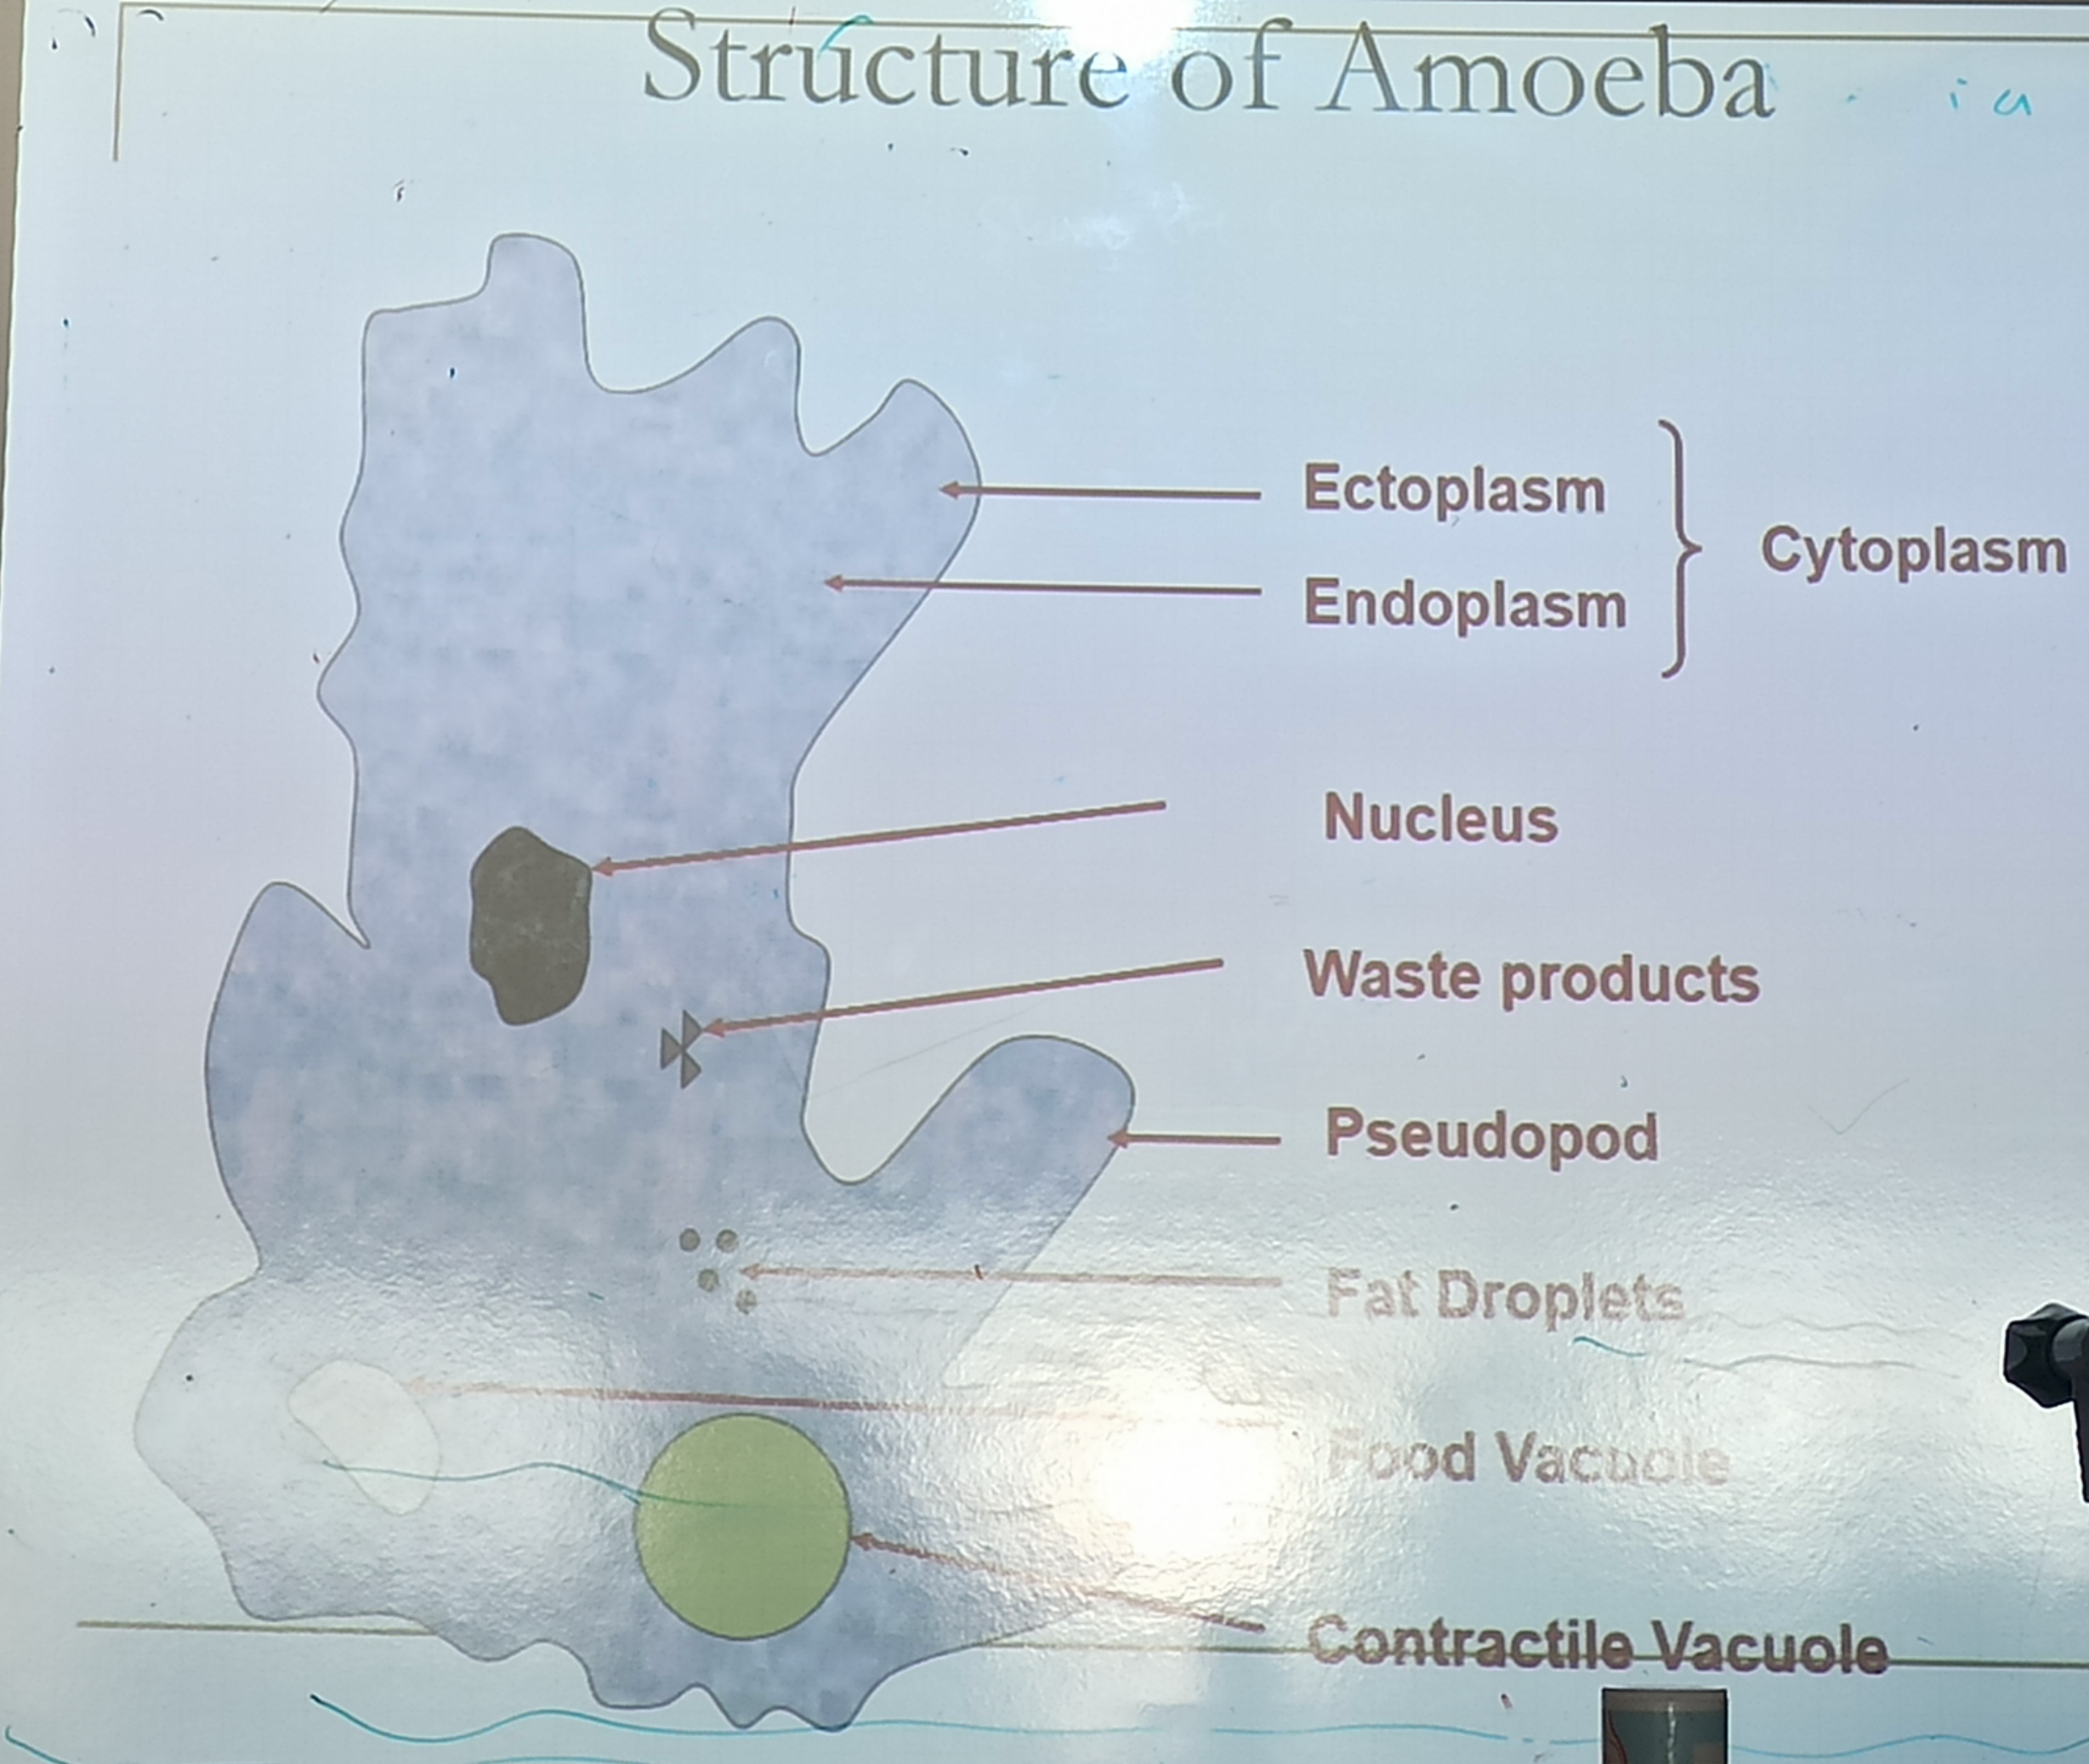 Structure of Amoeba
Ectoplasm
Cytoplasm
Endoplasm
Nucleus
Waste products
Pseudopod
Fat Droplets
Food Vacuole
Contractile Vacuole